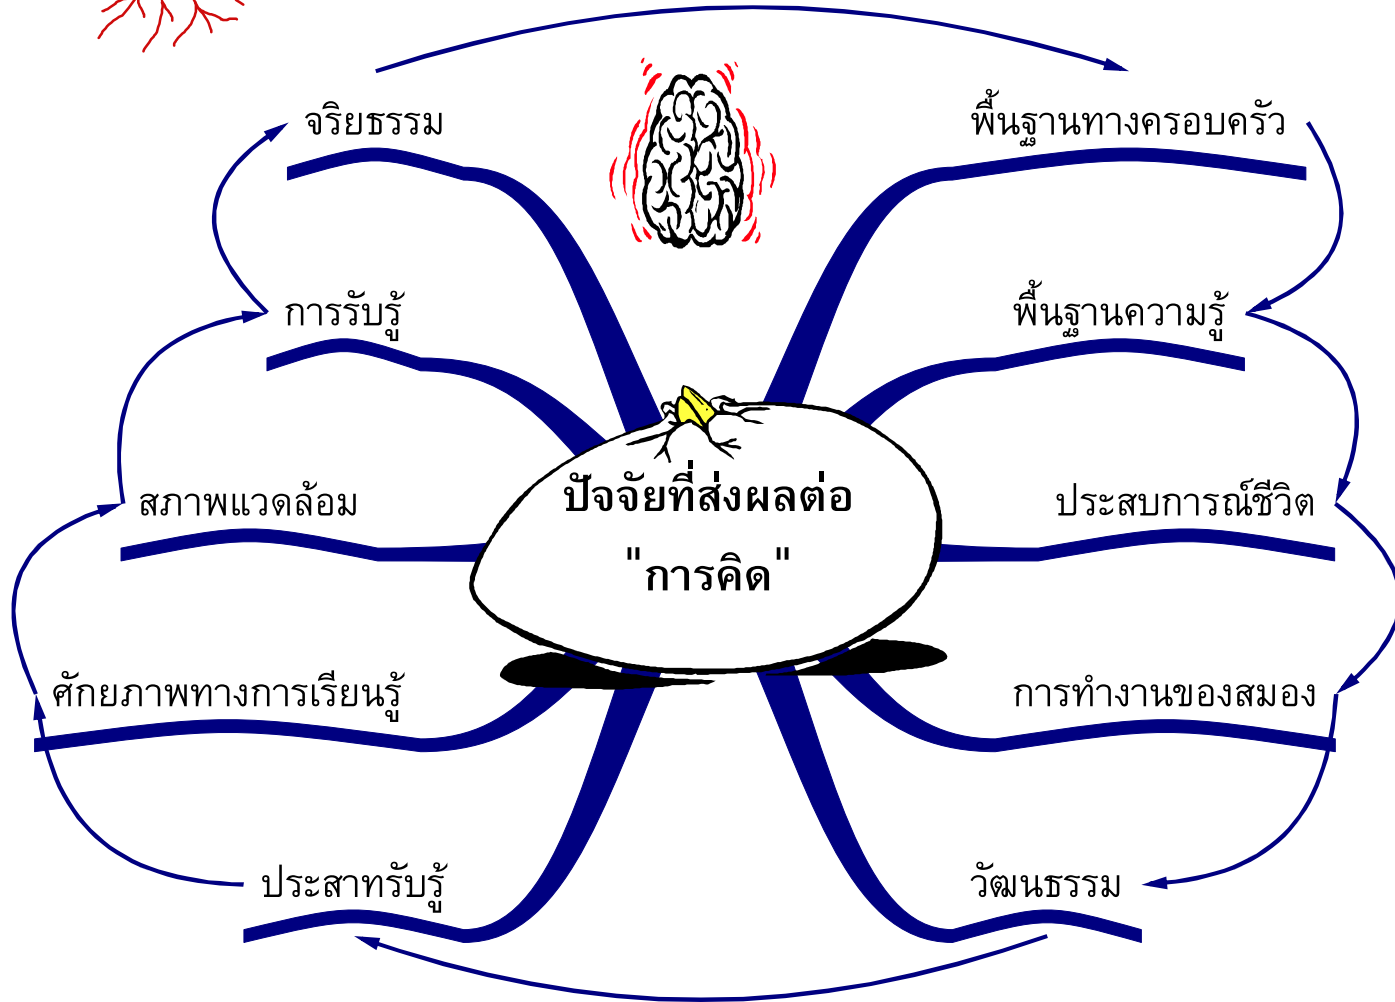 จริยธรรม
พื้นฐานทางครอบครัว
การรับรู้
พื้นฐานความรู้
ปัจจัยที่ส่งผลต่อ
"การคิด"
สภาพแวดล้อม
ประสบการณ์ชีวิต
ศักยภาพทางการเรียนรู้
การทำงานของสมอง
ประสาทรับรู้
วัฒนธรรม